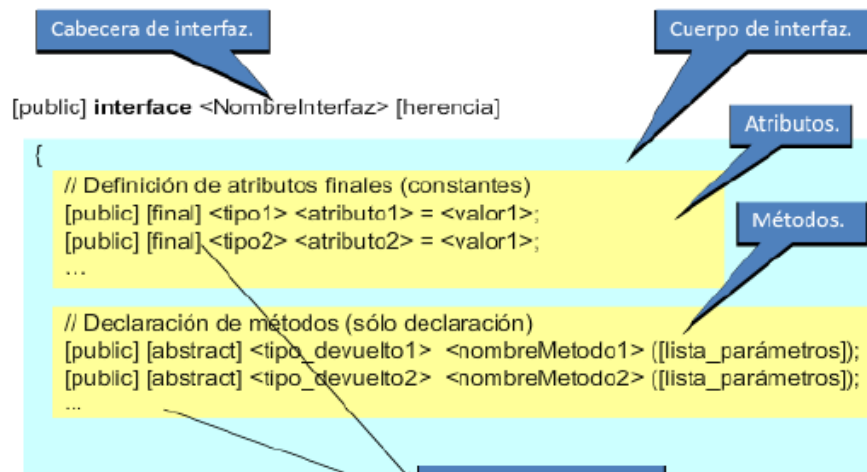 Cabecera de interfaz.
Cuerpo de interfaz.
[public] interface <NombreInterfaz> [herencia]
Atributos.
{
// Definición de atributos finales (constantes)
[public] [final] <tipo1> <atributo1> = <valor1>;
[public] [final] <tipo2> <atributo2> = <valor1>;
...
Métodos.
// Declaración de métodos (sólo declaración)
[public] [abstract] <tipo_devuelto1> <nombreMetodo1> ([lista_parámetros]);
[public] [abstract] <tipo_devuelto2> <nombreMetodo2> ([lista_parámetros]);
...